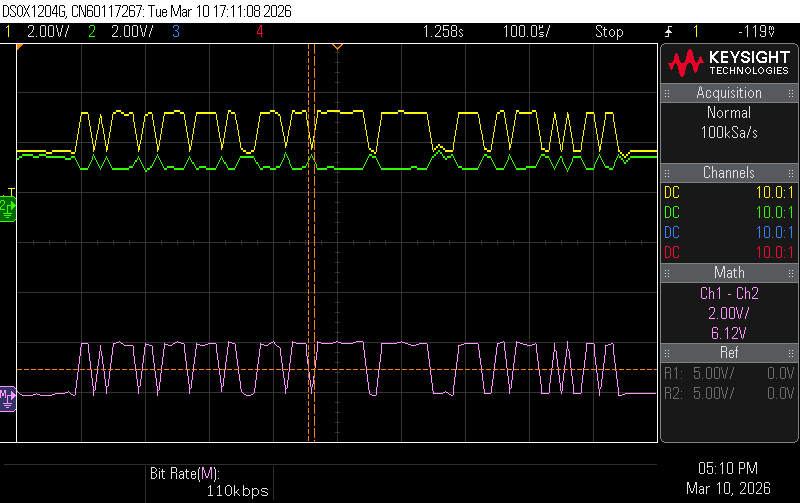 DSOX1204G, CN60117267: Tue Mar 10 17:11:08 2026
1 2.00V/ 2 2.00V/ 3 4 1.258s 100.0us/ Stop 1 -119mV
KEYSIGHT
TECHNOLOGIES
Acquisition
Normal
100kSa/s
Channels
DC 10.0:1
DC 10.0:1
DC 10.0:1
DC 10.0:1
Math
Ch1 - Ch2
2.00V/
6.12V
Ref
R1: 5.00V/ 0.0V
R2: 5.00V/ 0.0V
T
2
M
Bit Rate(M):
110kbps
05:10 PM
Mar 10, 2026